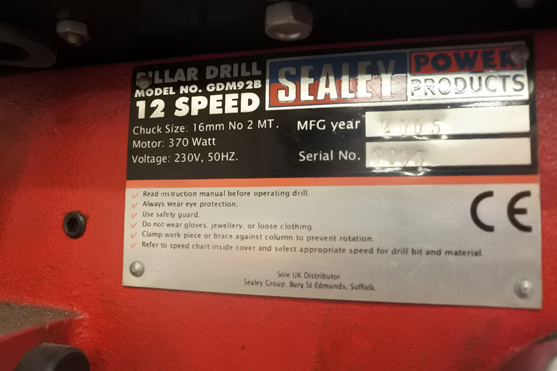 PILLAR DRILL
MODEL NO. GDM92B
12 SPEED
SEALEY
POWER
PRODUCTS
Chuck Size: 16mm No 2 MT.
Motor: 370 Watt
Voltage: 230V, 50HZ.
MFG year 2005
Serial No.
Read instruction manual before operating drill.
Always wear eye protection.
Use safety guard.
Do not wear gloves, jewellery, or loose clothing.
Clamp work piece or brace against column to prevent rotation.
Refer to speed chart inside cover and select appropriate speed for drill bit and material.
CE
Sole UK Distributor
Sealey Group, Bury St Edmunds, Suffolk.